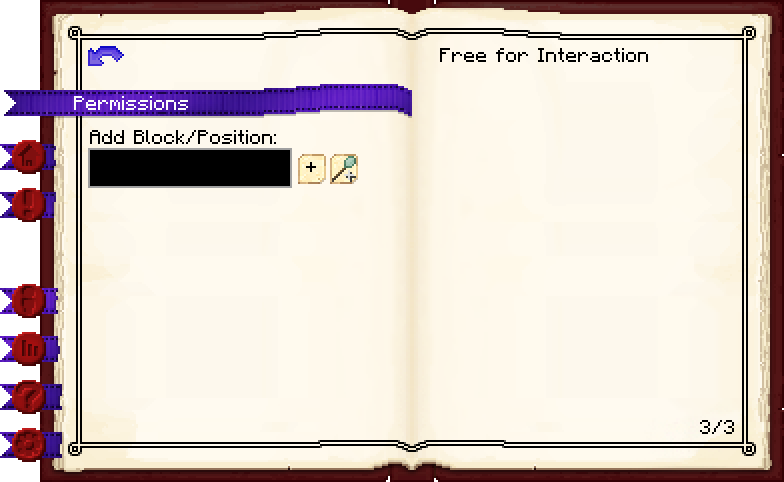 Permissions
Add Block/Position:
+
Free for Interaction
3/3